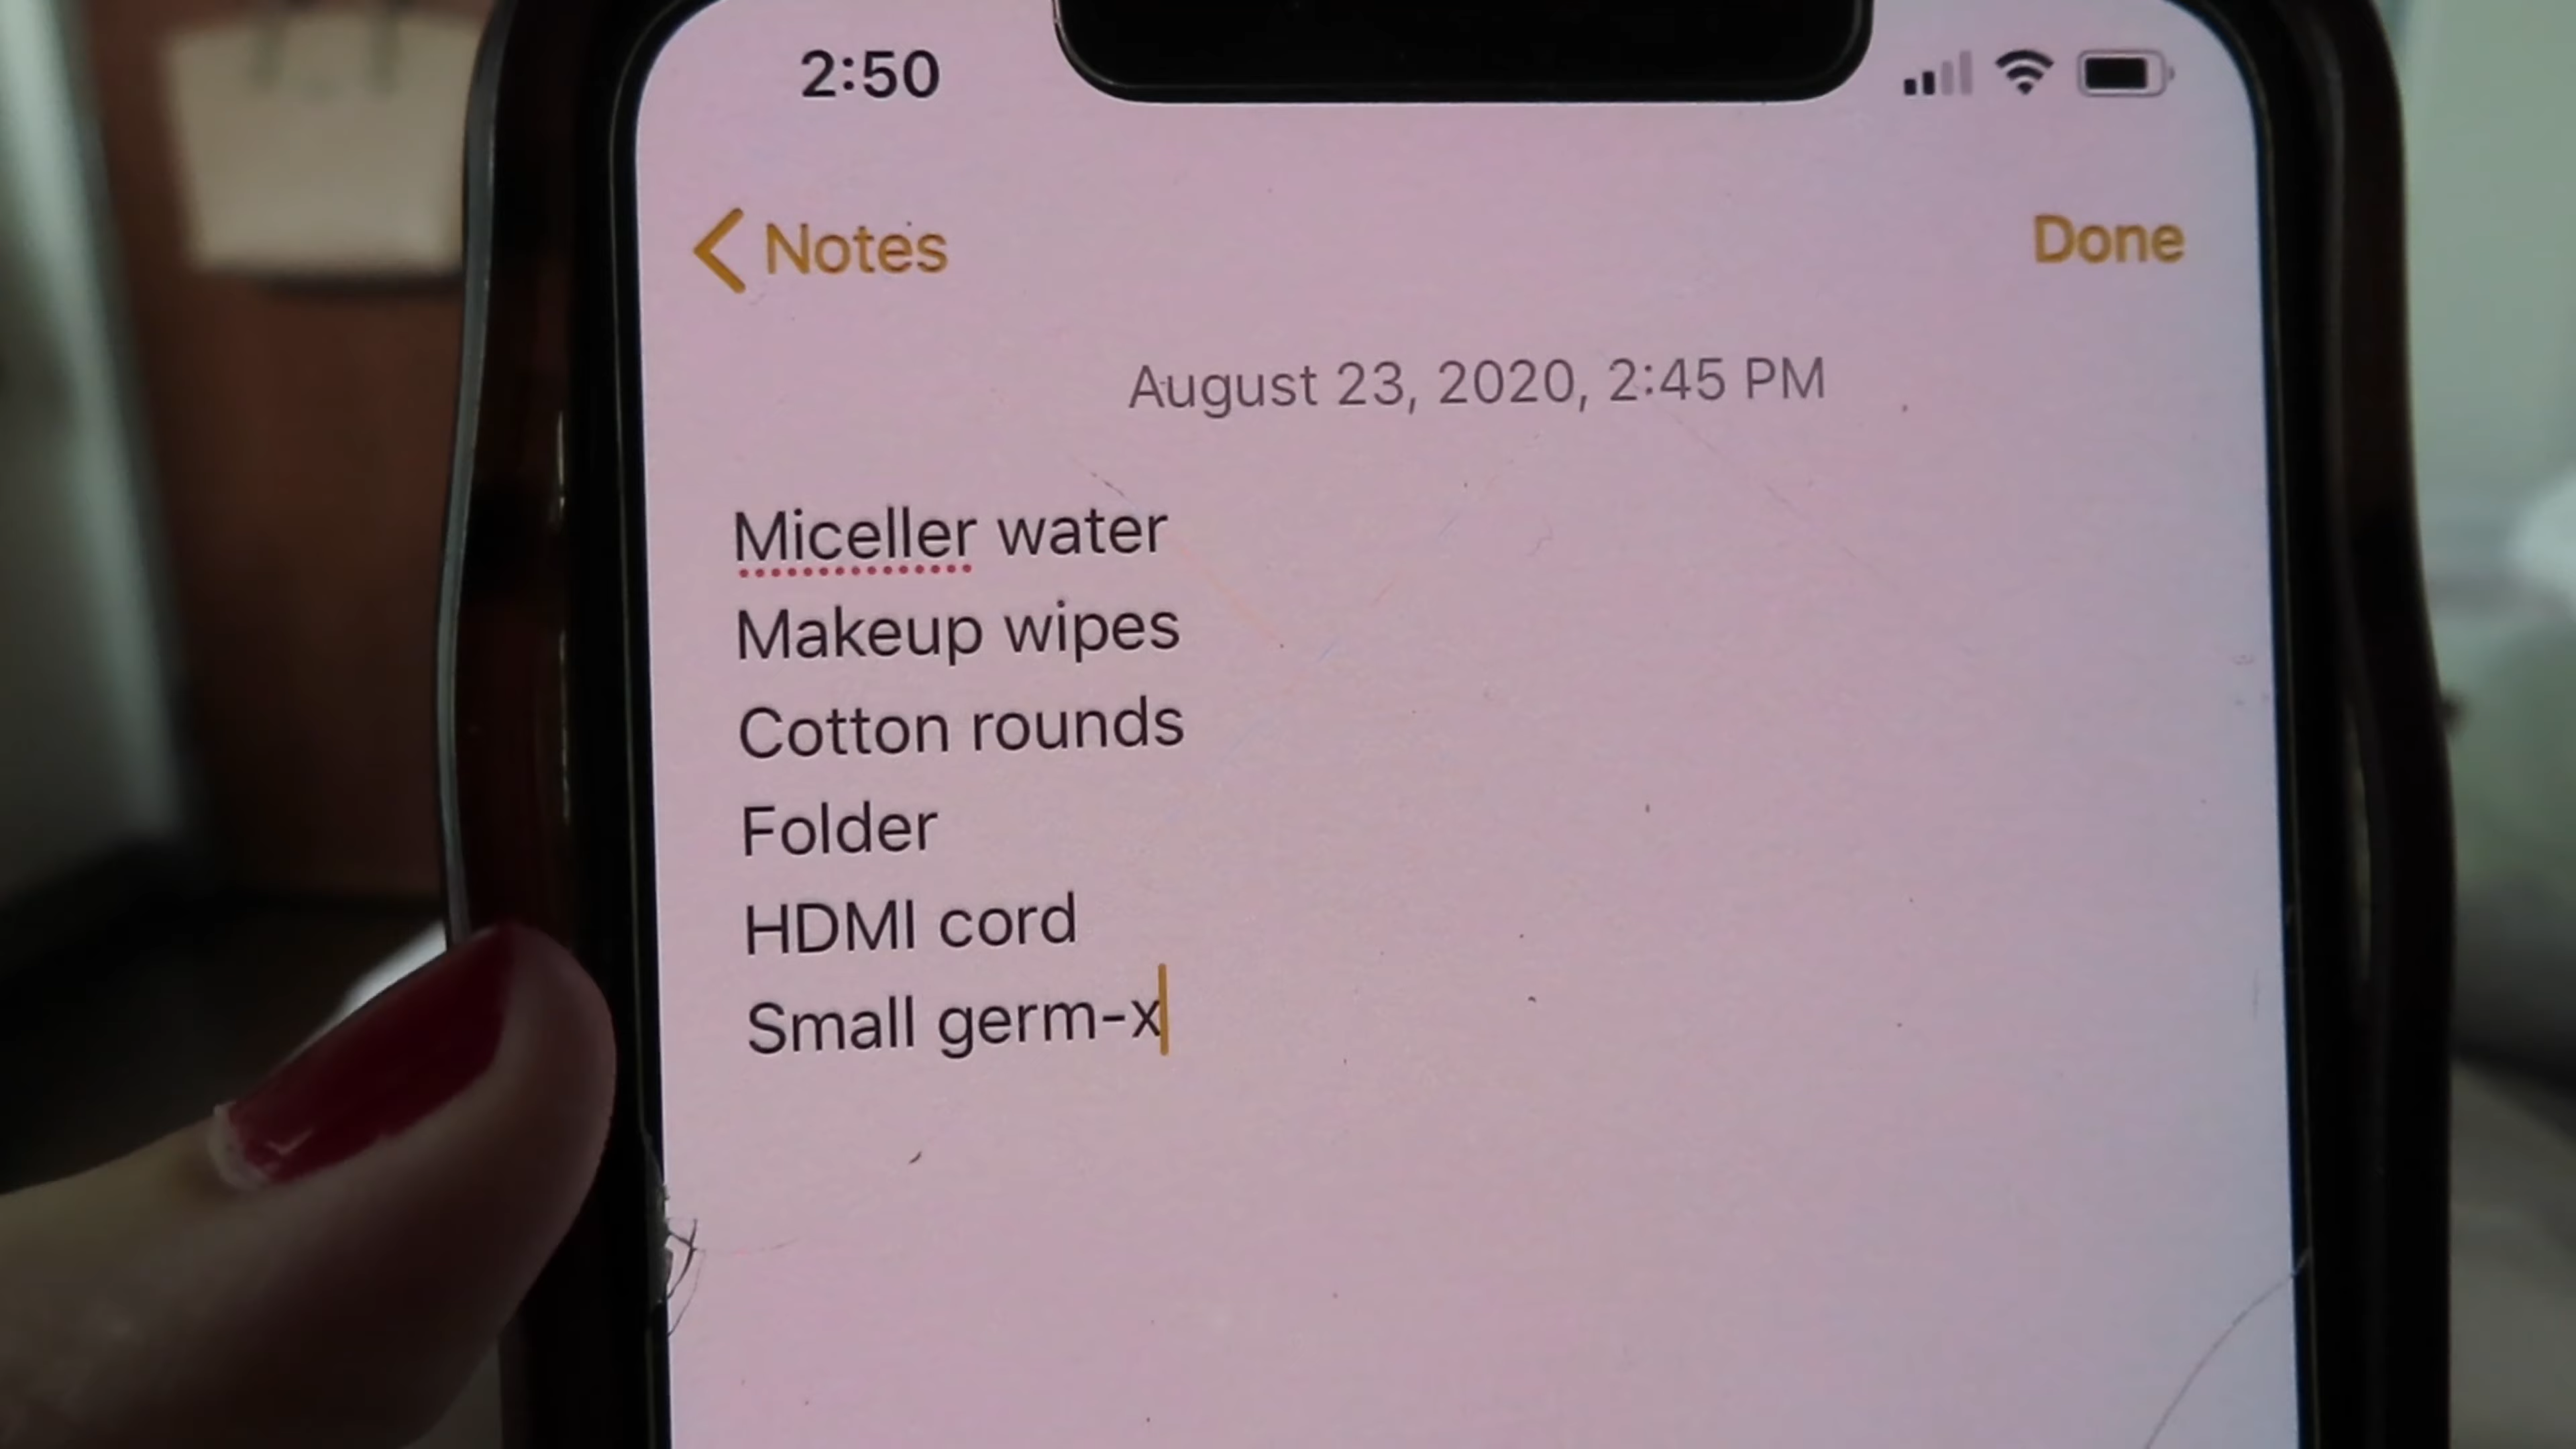 2:50
Notes
Done
August 23, 2020, 2:45 PM
Miceller water
Makeup wipes
Cotton rounds
Folder
HDMI cord
Small germ-x